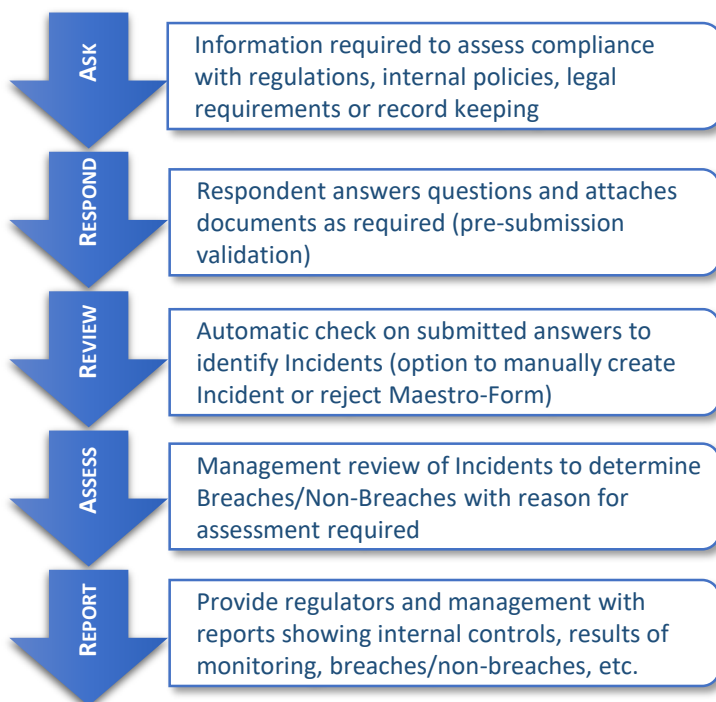 ASK
Information required to assess compliance
with regulations, internal policies, legal
requirements or record keeping
RESPOND
Respondent answers questions and attaches
documents as required (pre-submission
validation)
REVIEW
Automatic check on submitted answers to
identify Incidents (option to manually create
Incident or reject Maestro-Form)
ASSESS
Management review of Incidents to determine
Breaches/Non-Breaches with reason for
assessment required
REPORT
Provide regulators and management with
reports showing internal controls, results of
monitoring, breaches/non-breaches, etc.